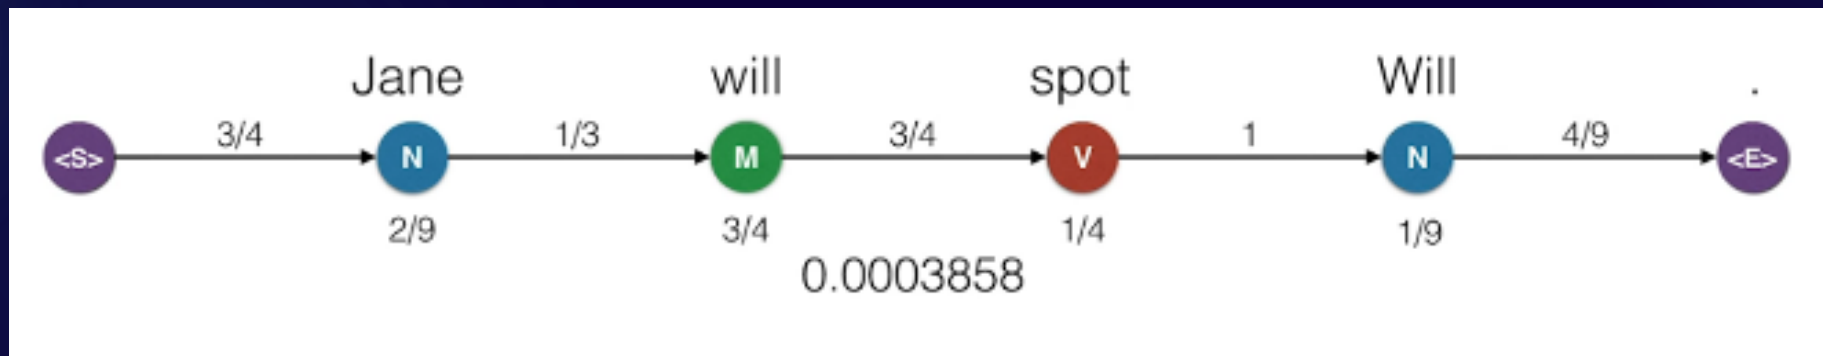 Jane will spot Will .
3/4 1/3 3/4 1 4/9
<S> N M V N <E>
2/9 3/4 1/4 1/9
0.0003858